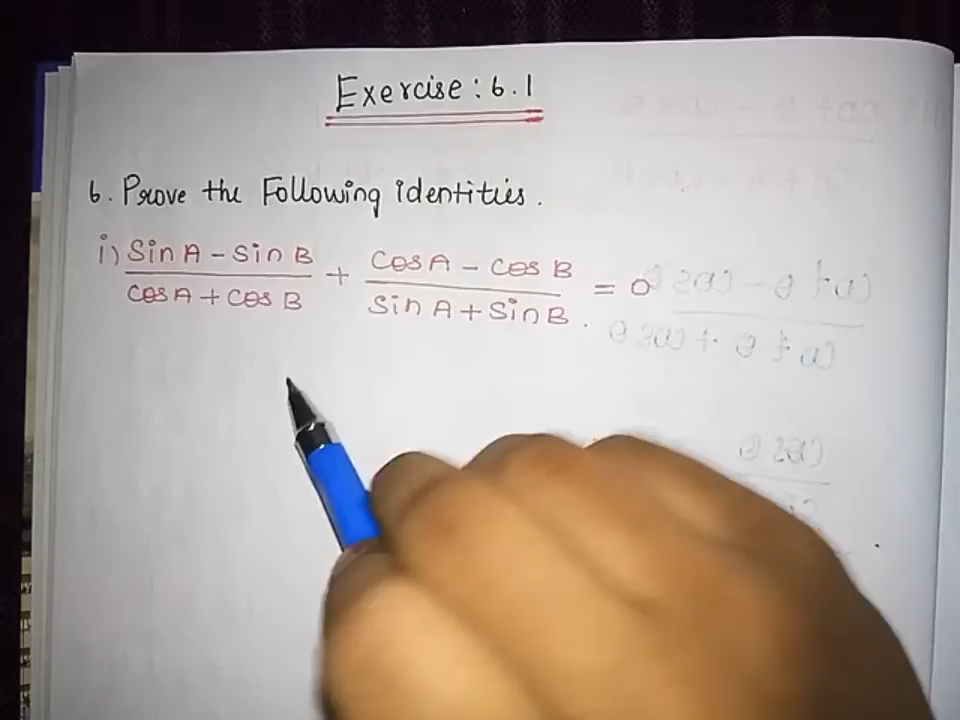 Exercise : 6.1
6. Prove the Following identities.
i) Sin A - Sin B / Cos A + Cos B + Cos A - Cos B / Sin A + Sin B = 0.